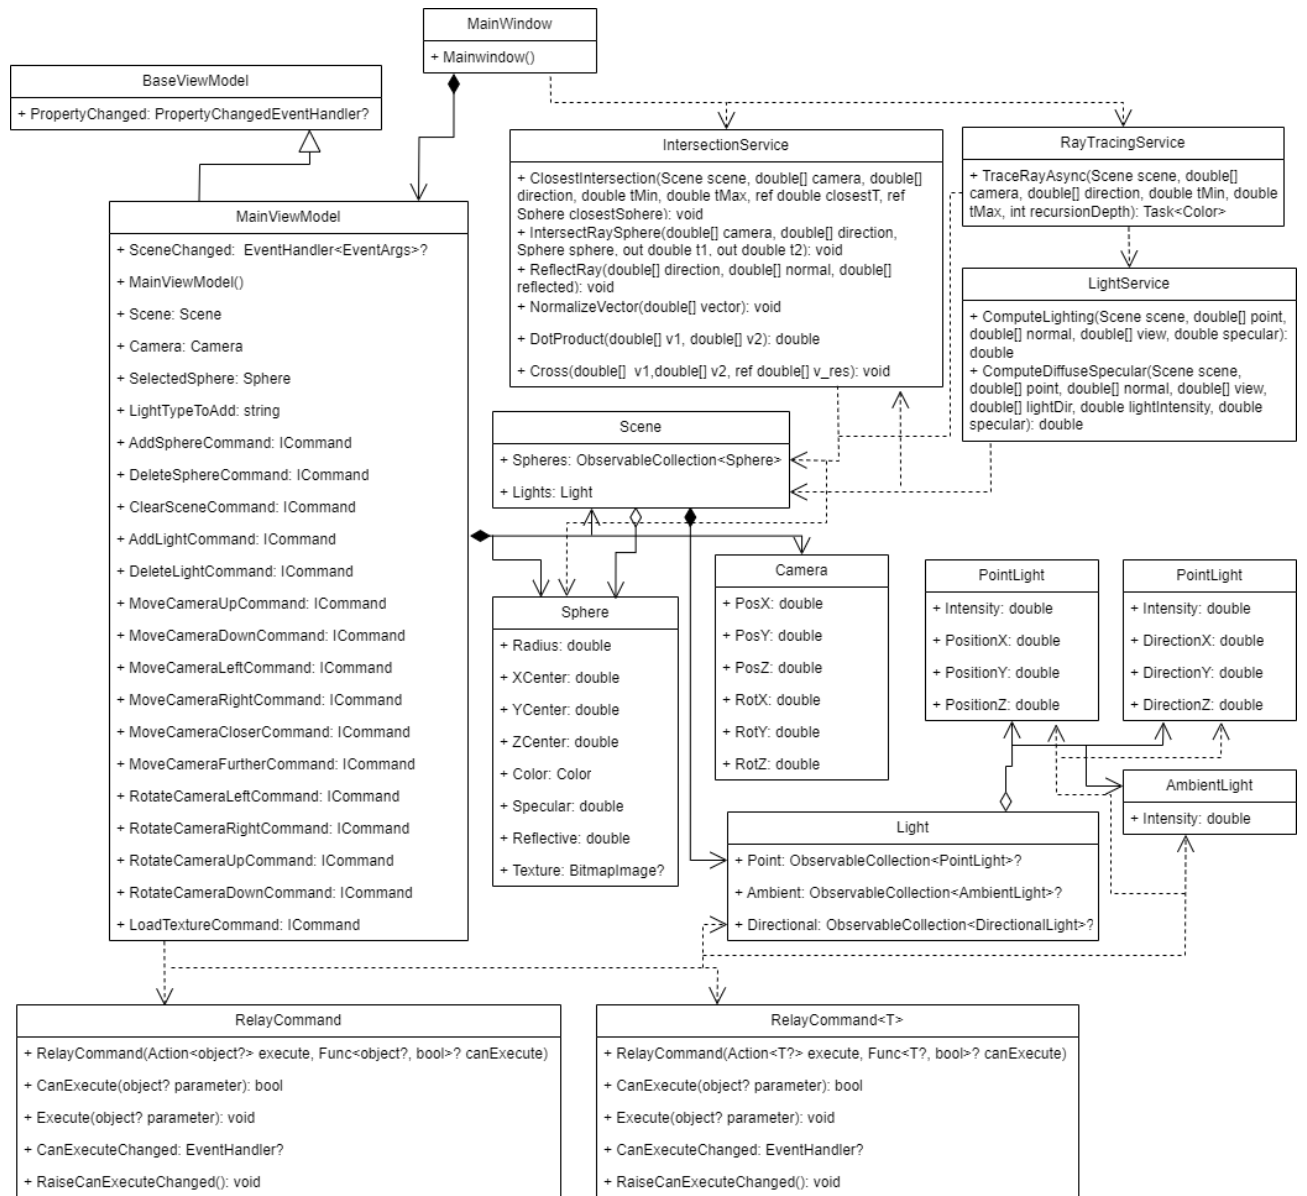 MainWindow
+ Mainwindow()
BaseViewModel
+ PropertyChanged: PropertyChangedEventHandler?
IntersectionService
+ ClosestIntersection(Scene scene, double[] camera, double[]
direction, double tMin, double tMax, ref double closestT, ref
Sphere closestSphere): void
+ IntersectRaySphere(double[] camera, double[] direction,
Sphere sphere, out double t1, out double t2): void
+ ReflectRay(double[] direction, double[] normal, double[]
reflected): void
+ NormalizeVector(double[] vector): void
+ DotProduct(double[] v1, double[] v2): double
+ Cross(double[] v1,double[] v2, ref double[] v_res): void
RayTracingService
+ TraceRayAsync(Scene scene, double[]
camera, double[] direction, double tMin, double
tMax, int recursionDepth): Task<Color>
LightService
+ ComputeLighting(Scene scene, double[] point,
double[] normal, double[] view, double specular):
double
+ ComputeDiffuseSpecular(Scene scene,
double[] point, double[] normal, double[] view,
double[] lightDir, double lightIntensity, double
specular): double
MainViewModel
+ SceneChanged: EventHandler<EventArgs>?
+ MainViewModel()
+ Scene: Scene
+ Camera: Camera
+ SelectedSphere: Sphere
+ LightTypeToAdd: string
+ AddSphereCommand: ICommand
+ DeleteSphereCommand: ICommand
+ ClearSceneCommand: ICommand
+ AddLightCommand: ICommand
+ DeleteLightCommand: ICommand
+ MoveCameraUpCommand: ICommand
+ MoveCameraDownCommand: ICommand
+ MoveCameraLeftCommand: ICommand
+ MoveCameraRightCommand: ICommand
+ MoveCameraCloserCommand: ICommand
+ MoveCameraFurtherCommand: ICommand
+ RotateCameraLeftCommand: ICommand
+ RotateCameraRightCommand: ICommand
+ RotateCameraUpCommand: ICommand
+ RotateCameraDownCommand: ICommand
+ LoadTextureCommand: ICommand
Scene
+ Spheres: ObservableCollection<Sphere>
+ Lights: Light
Sphere
+ Radius: double
+ XCenter: double
+ YCenter: double
+ ZCenter: double
+ Color: Color
+ Specular: double
+ Reflective: double
+ Texture: BitmapImage?
Camera
+ PosX: double
+ PosY: double
+ PosZ: double
+ RotX: double
+ RotY: double
+ RotZ: double
PointLight
+ Intensity: double
+ PositionX: double
+ PositionY: double
+ PositionZ: double
PointLight
+ Intensity: double
+ DirectionX: double
+ DirectionY: double
+ DirectionZ: double
AmbientLight
+ Intensity: double
Light
+ Point: ObservableCollection<PointLight>?
+ Ambient: ObservableCollection<AmbientLight>?
+ Directional: ObservableCollection<DirectionalLight>?
RelayCommand
+ RelayCommand(Action<object?> execute, Func<object?, bool>? canExecute)
+ CanExecute(object? parameter): bool
+ Execute(object? parameter): void
+ CanExecuteChanged: EventHandler?
+ RaiseCanExecuteChanged(): void
RelayCommand<T>
+ RelayCommand(Action<T?> execute, Func<T?, bool>? canExecute)
+ CanExecute(object? parameter): bool
+ Execute(object? parameter): void
+ CanExecuteChanged: EventHandler?
+ RaiseCanExecuteChanged(): void